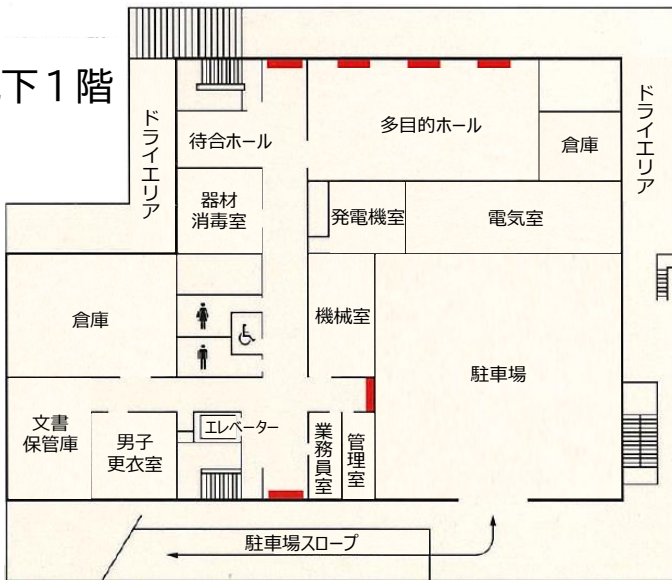 下1階
ドライエリア
待合ホール
多目的ホール
倉庫
ドライエリア
器材
消毒室
発電機室
電気室
倉庫
機械室
駐車場
文書
保管庫
男子
更衣室
エレベーター
業務員室
管理室
駐車場スロープ